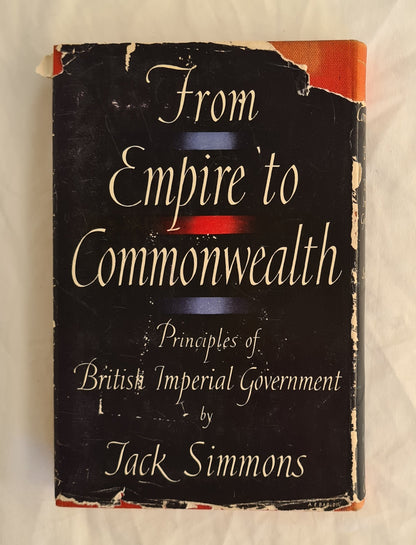 From
Empire to
Commonwealth
Principles of
British Imperial Government
by
Jack Simmons